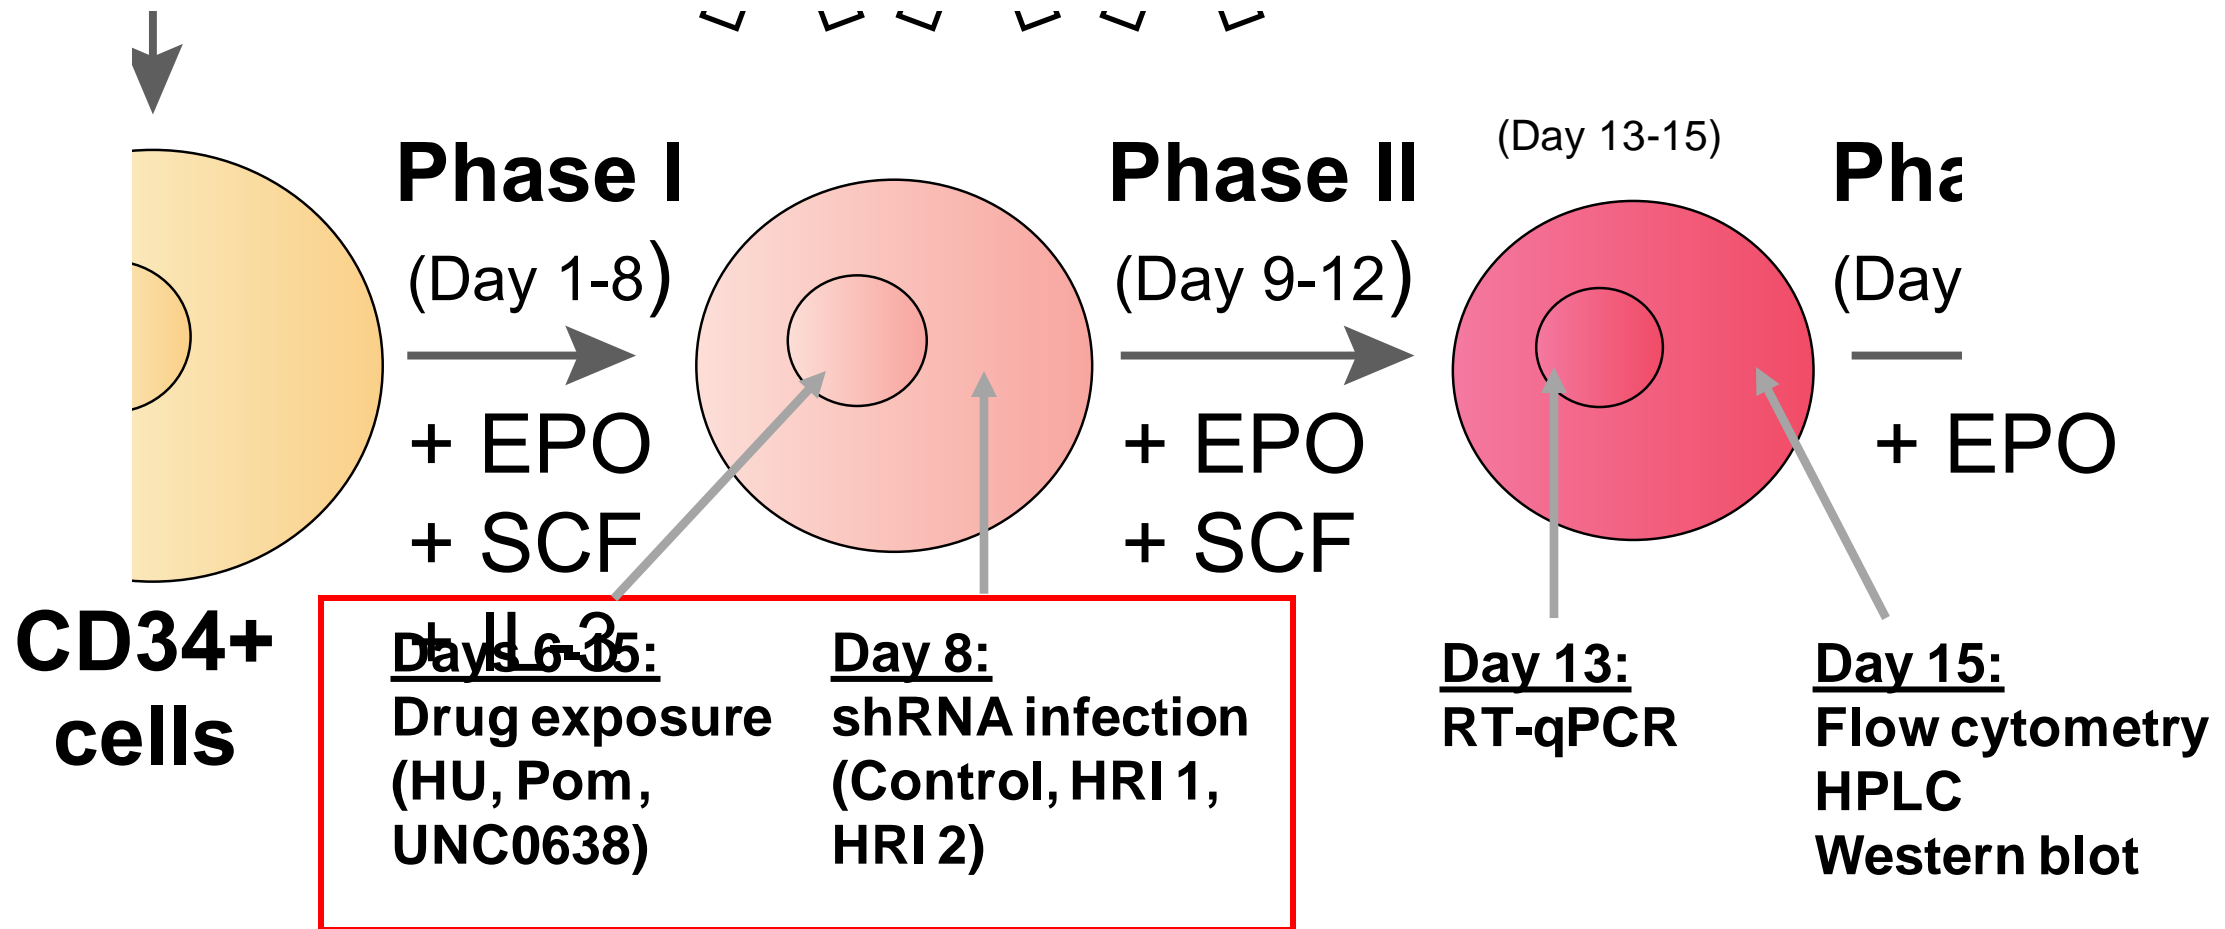 (Day 13-15)
Phase I
(Day 1-8)
+ EPO
+ SCF
+ IL-3
Phase II
(Day 9-12)
+ EPO
+ SCF
(Day
+ EPO
CD34+
cells
Days 6-15:
Drug exposure
(HU, Pom,
UNC0638)
Day 8:
shRNA infection
(Control, HRI 1,
HRI 2)
Day 13:
RT-qPCR
Day 15:
Flow cytometry
HPLC
Western blot